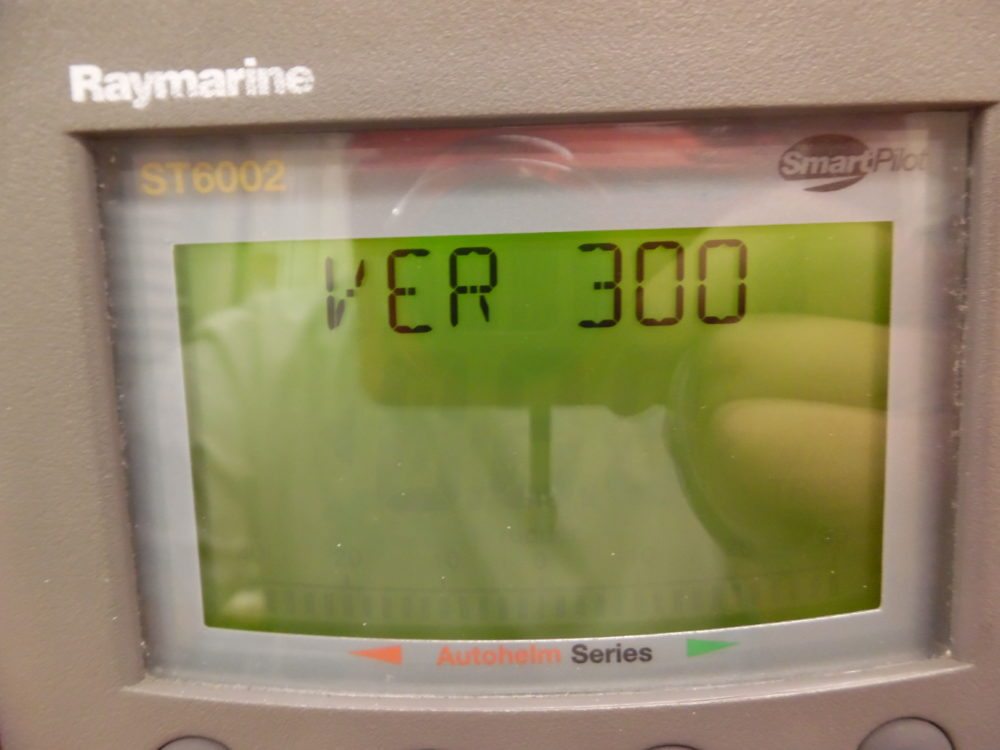 Raymarine
ST6002
SmartPilot
VER 300
Autohelm Series